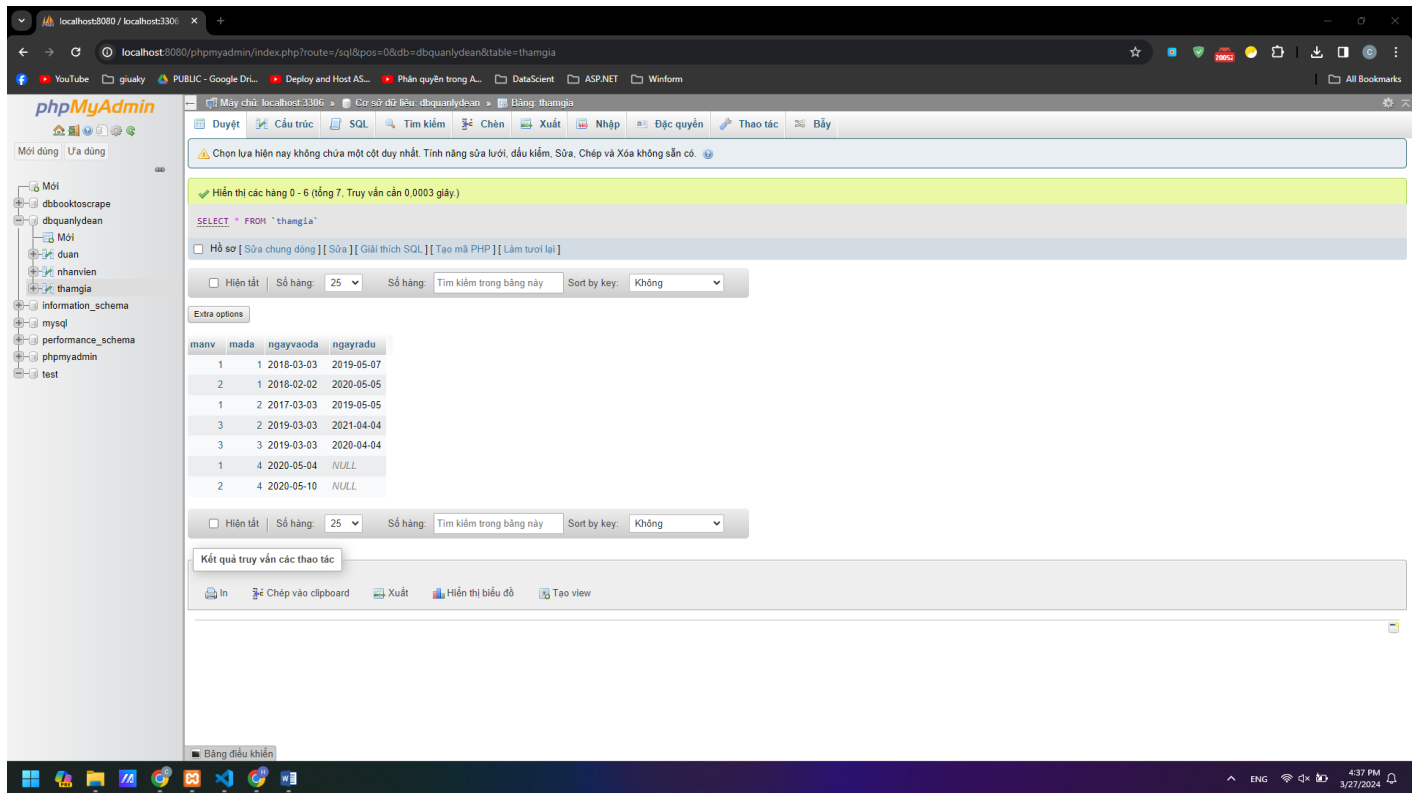 localhost:8080 / localhost:3306
localhost:8080/phpmyadmin/index.php?route=/sql&pos=0&db=dbquanlydean&table=thamgia
20052
C
YouTube giuaky PUBLIC - Google Dri... Deploy and Host AS... Phân quyền trong A... DataScient ASP.NET Winform All Bookmarks
phpMyAdmin
Mới dùng Ưa dùng
Mới
dbbooktoscrape
dbquanlydean
Mới
duan
nhanvien
thamgia
information_schema
mysql
performance_schema
phpmyadmin
test
Máy chủ: localhost:3306 » Cơ sở dữ liệu: dbquanlydean » Bảng: thamgia
Duyệt Cấu trúc SQL Tìm kiếm Chèn Xuất Nhập Đặc quyền Thao tác Bẫy
Chọn lựa hiện nay không chứa một cột duy nhất. Tính năng sửa lưới, dấu kiểm, Sửa, Chép và Xóa không sẵn có.
Hiển thị các hàng 0 - 6 (tổng 7, Truy vấn cần 0,0003 giây.)
SELECT * FROM `thamgia`
Hồ sơ [ Sửa chung dòng ] [ Sửa ] [ Giải thích SQL ] [ Tạo mã PHP ] [ Làm tươi lại ]
Hiện tất | Số hàng: 25 Số hàng: Tìm kiếm trong bảng này Sort by key: Không
Extra options
manv mada ngayvaoda ngayradu
1 1 2018-03-03 2019-05-07
2 1 2018-02-02 2020-05-05
1 2 2017-03-03 2019-05-05
3 2 2019-03-03 2021-04-04
3 3 2019-03-03 2020-04-04
1 4 2020-05-04 NULL
2 4 2020-05-10 NULL
Hiện tất | Số hàng: 25 Số hàng: Tìm kiếm trong bảng này Sort by key: Không
Kết quả truy vấn các thao tác
In Chép vào clipboard Xuất Hiển thị biểu đồ Tạo view
Bảng điều khiển
ENG 4:37 PM
3/27/2024